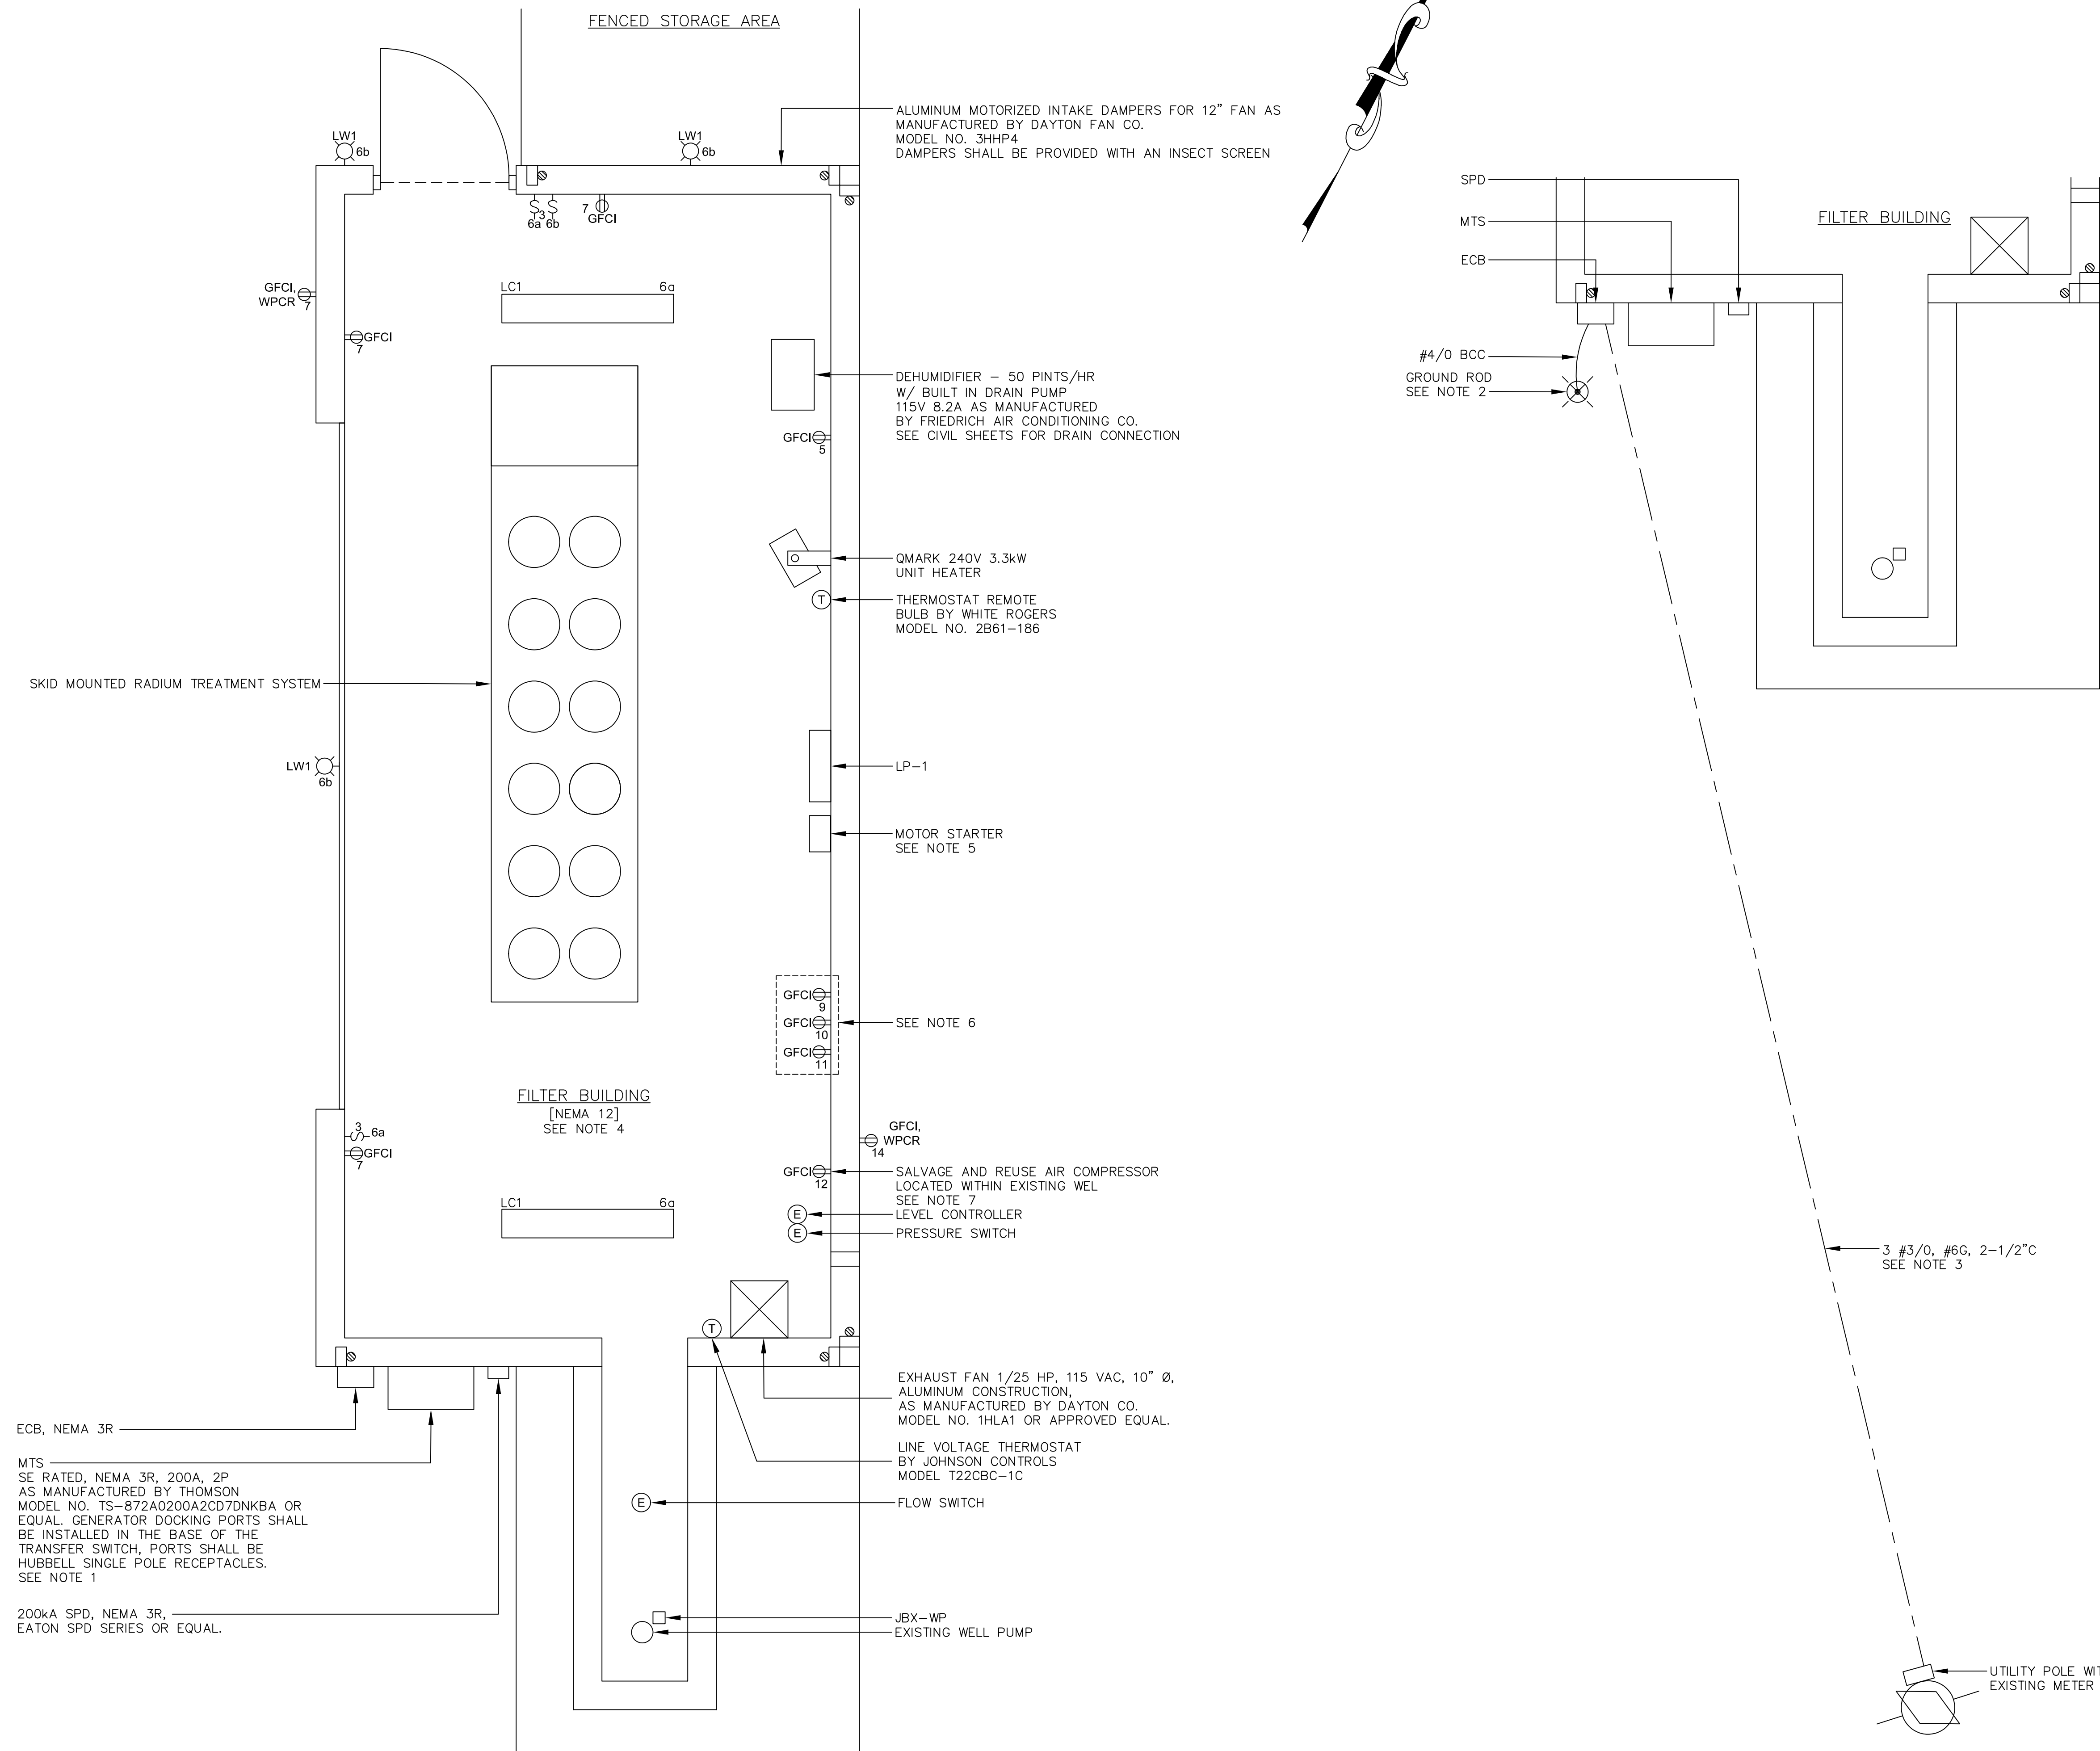 FENCED STORAGE AREA
LW1
6b
LW1
6b
ALUMINUM MOTORIZED INTAKE DAMPERS FOR 12" FAN AS
MANUFACTURED BY DAYTON FAN CO.
MODEL NO. 3HHP4
DAMPERS SHALL BE PROVIDED WITH AN INSECT SCREEN
3
6a 6b
7
GFCI
GFCI,
WPCR
7
GFCI
7
LC1 6a
DEHUMIDIFIER – 50 PINTS/HR
W/ BUILT IN DRAIN PUMP
115V 8.2A AS MANUFACTURED
BY FRIEDRICH AIR CONDITIONING CO.
SEE CIVIL SHEETS FOR DRAIN CONNECTION
GFCI
5
QMARK 240V 3.3kW
UNIT HEATER
T
THERMOSTAT REMOTE
BULB BY WHITE ROGERS
MODEL NO. 2B61–186
SKID MOUNTED RADIUM TREATMENT SYSTEM
LW1
6b
LP–1
MOTOR STARTER
SEE NOTE 5
GFCI
9
GFCI
10
GFCI
11
SEE NOTE 6
FILTER BUILDING
[NEMA 12]
SEE NOTE 4
3
6a
GFCI
7
GFCI,
WPCR
14
GFCI
12
SALVAGE AND REUSE AIR COMPRESSOR
LOCATED WITHIN EXISTING WEL
SEE NOTE 7
E
LEVEL CONTROLLER
E
PRESSURE SWITCH
LC1 6a
T
EXHAUST FAN 1/25 HP, 115 VAC, 10" Ø,
ALUMINUM CONSTRUCTION,
AS MANUFACTURED BY DAYTON CO.
MODEL NO. 1HLA1 OR APPROVED EQUAL.
LINE VOLTAGE THERMOSTAT
BY JOHNSON CONTROLS
MODEL T22CBC–1C
E
FLOW SWITCH
ECB, NEMA 3R
MTS
SE RATED, NEMA 3R, 200A, 2P
AS MANUFACTURED BY THOMSON
MODEL NO. TS–872A0200A2CD7DNKBA OR
EQUAL. GENERATOR DOCKING PORTS SHALL
BE INSTALLED IN THE BASE OF THE
TRANSFER SWITCH, PORTS SHALL BE
HUBBELL SINGLE POLE RECEPTACLES.
SEE NOTE 1
200kA SPD, NEMA 3R,
EATON SPD SERIES OR EQUAL.
JBX–WP
EXISTING WELL PUMP
SPD
MTS
ECB
FILTER BUILDING
#4/0 BCC
GROUND ROD
SEE NOTE 2
3 #3/0, #6G, 2–1/2"C
SEE NOTE 3
UTILITY POLE WIT
EXISTING METER